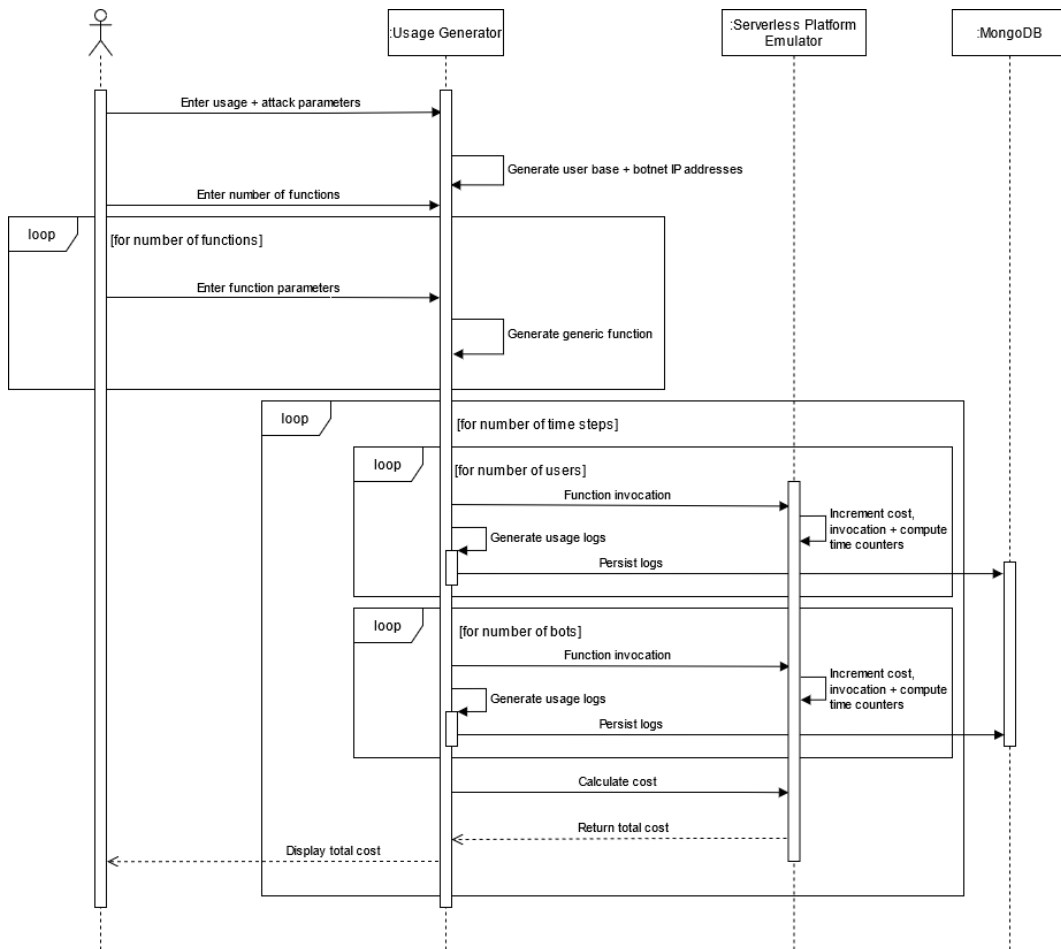 :Usage Generator
:Serverless Platform
Emulator
:MongoDB
Enter usage + attack parameters
Generate user base + botnet IP addresses
Enter number of functions
loop
[for number of functions]
Enter function parameters
Generate generic function
loop
[for number of time steps]
loop
[for number of users]
Function invocation
Increment cost,
invocation + compute
time counters
Generate usage logs
Persist logs
loop
[for number of bots]
Function invocation
Increment cost,
invocation + compute
time counters
Generate usage logs
Persist logs
Calculate cost
Return total cost
Display total cost